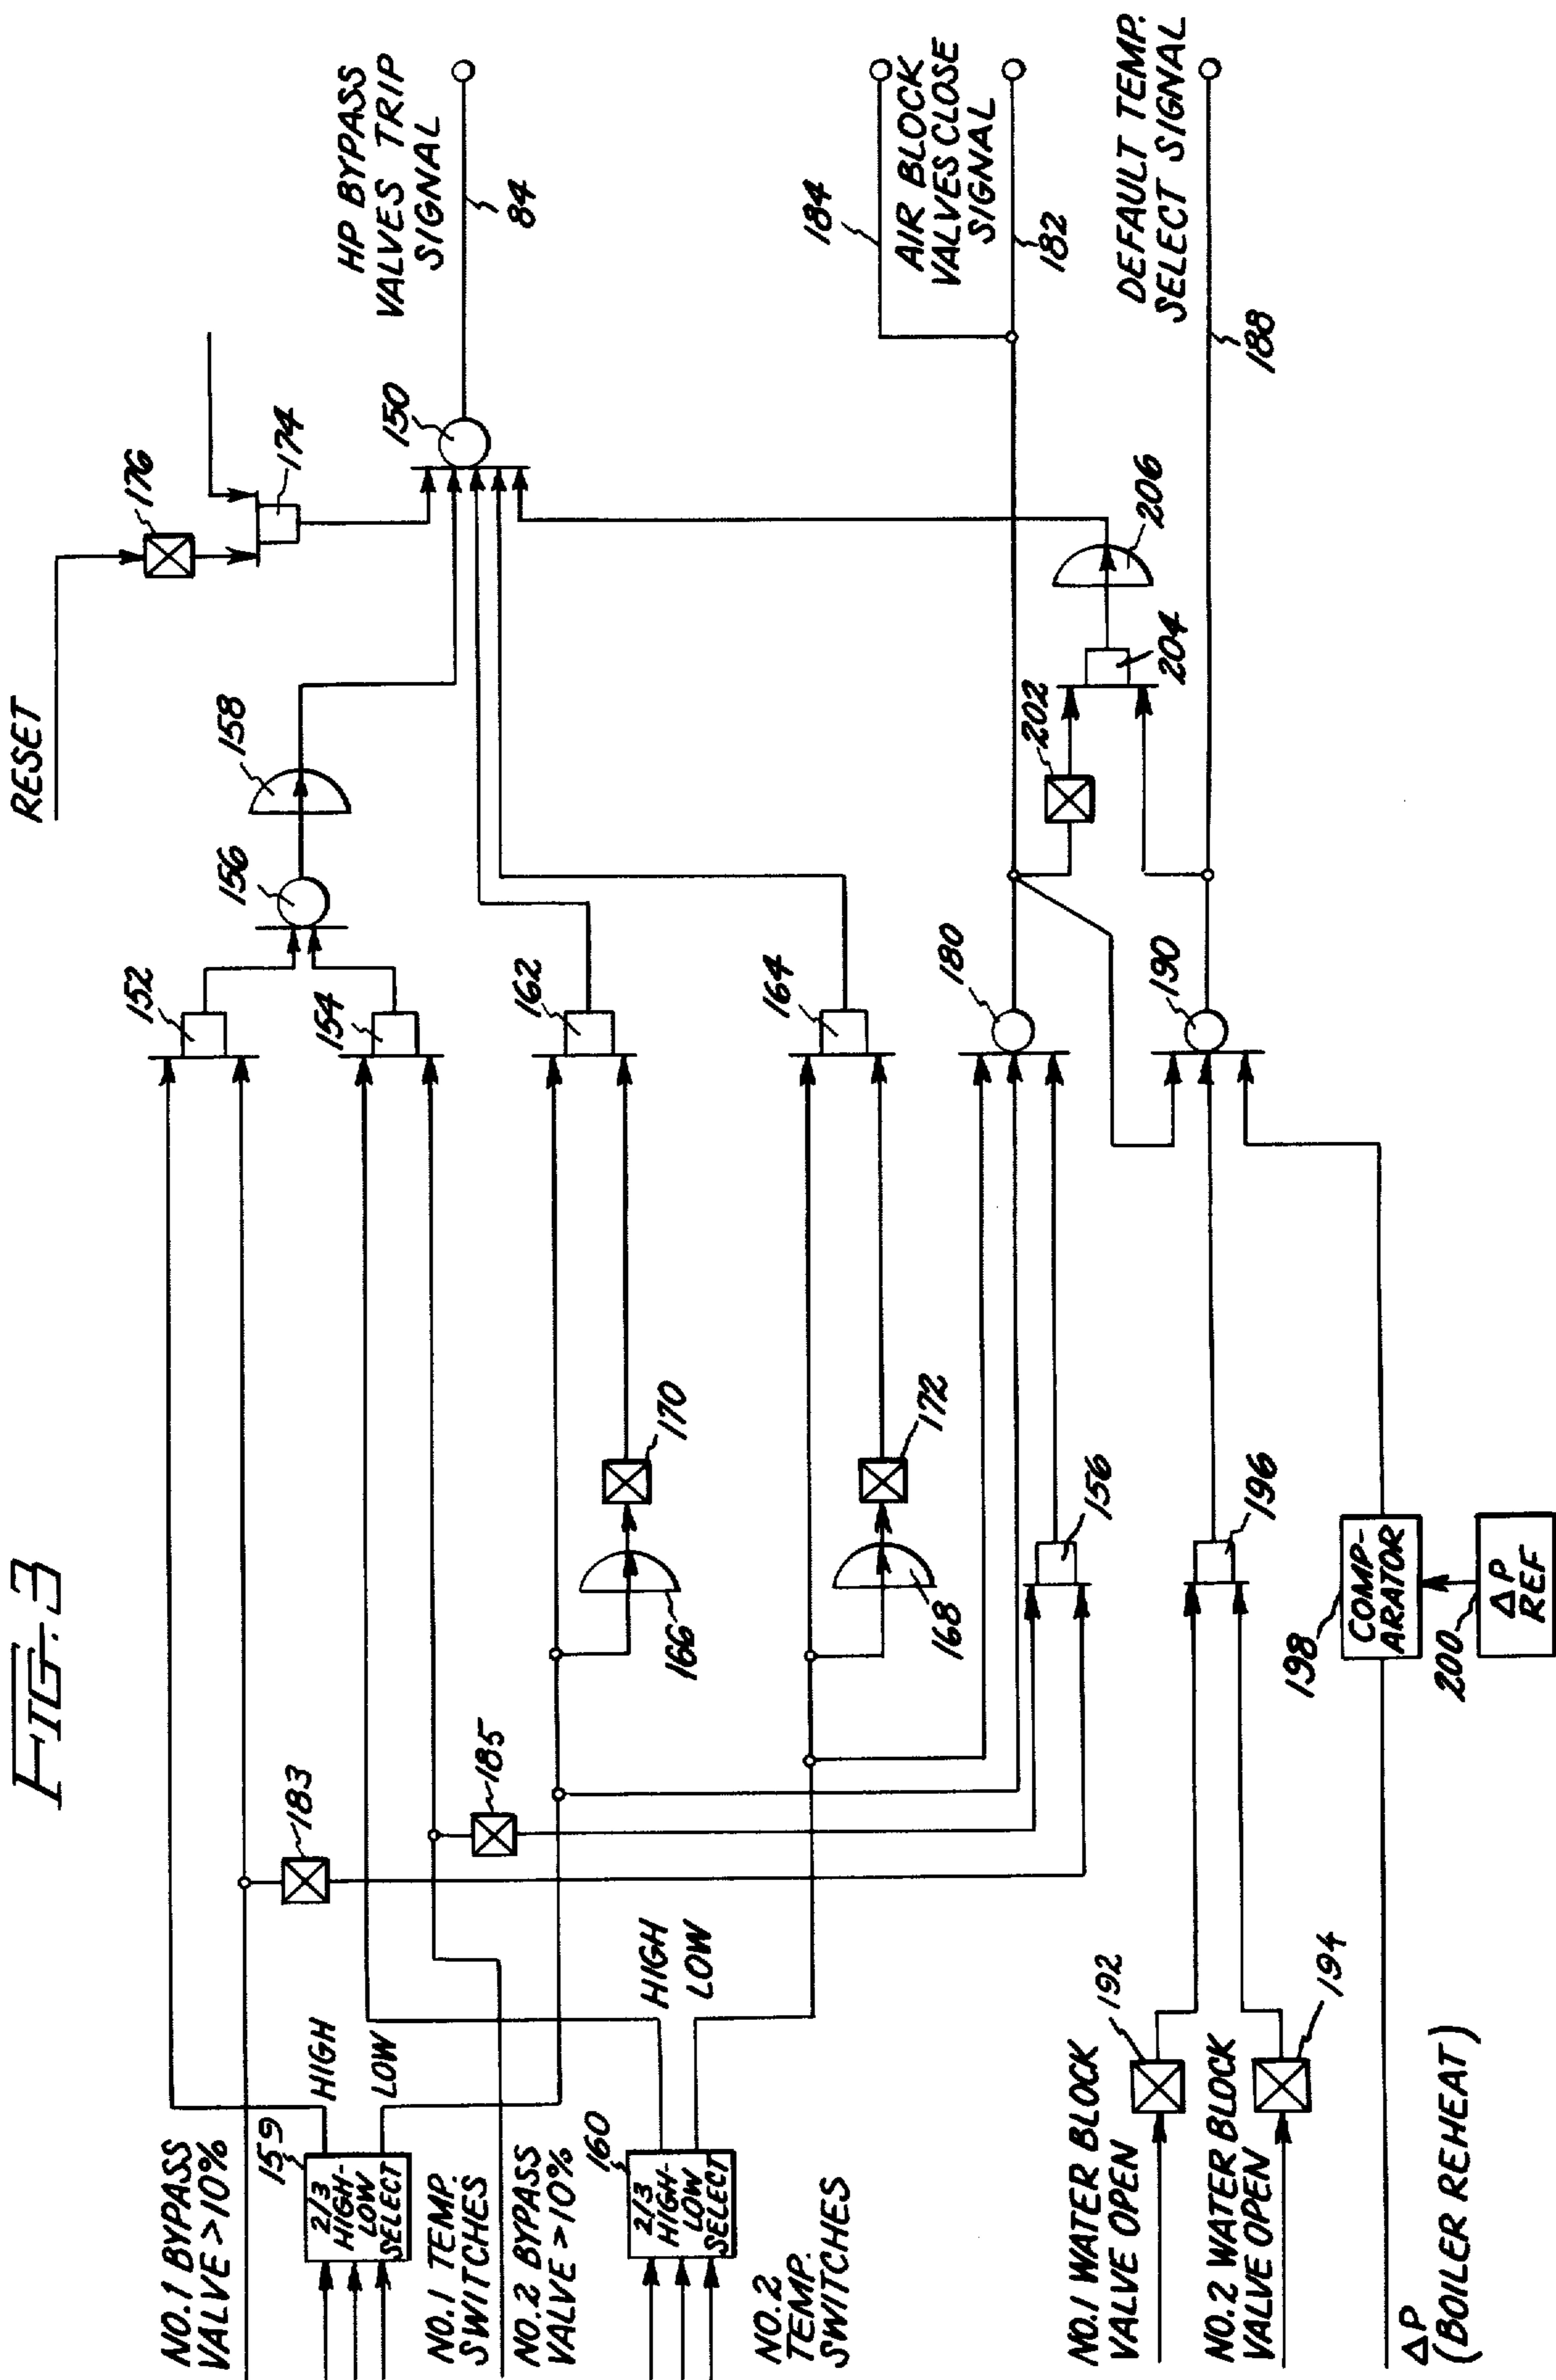 FIG. 3
RESET
176
174
HP BYPASS
VALVES TRIP
SIGNAL
84
150
158
156
152
154
162
164
170
172
166
168
180
190
184
AIR BLOCK
VALVES CLOSE
SIGNAL
182
DEFAULT TEMP.
SELECT SIGNAL
188
206
204
202
156
196
183
185
NO. 1 BYPASS
VALVE > 10%
159
2/3
HIGH-
LOW
SELECT
HIGH
LOW
NO. 1 TEMP.
SWITCHES
NO. 2 BYPASS
VALVE > 10%
160
2/3
HIGH-
LOW
SELECT
HIGH
LOW
NO. 2
TEMP.
SWITCHES
NO. 1 WATER BLOCK
VALVE OPEN
192
NO. 2 WATER BLOCK
VALVE OPEN
194
198
COMP-
ARATOR
200
ΔP
REF
ΔP
(BOILER REHEAT)